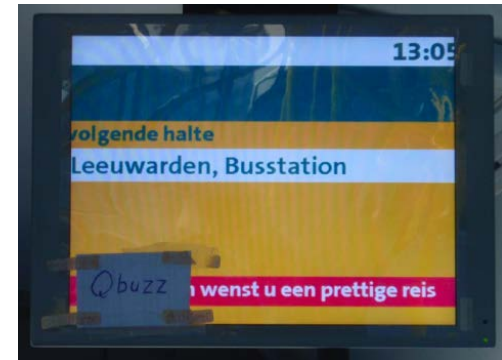 13:05
volgende halte
Leeuwarden, Busstation
Qbuzz
n wenst u een prettige reis